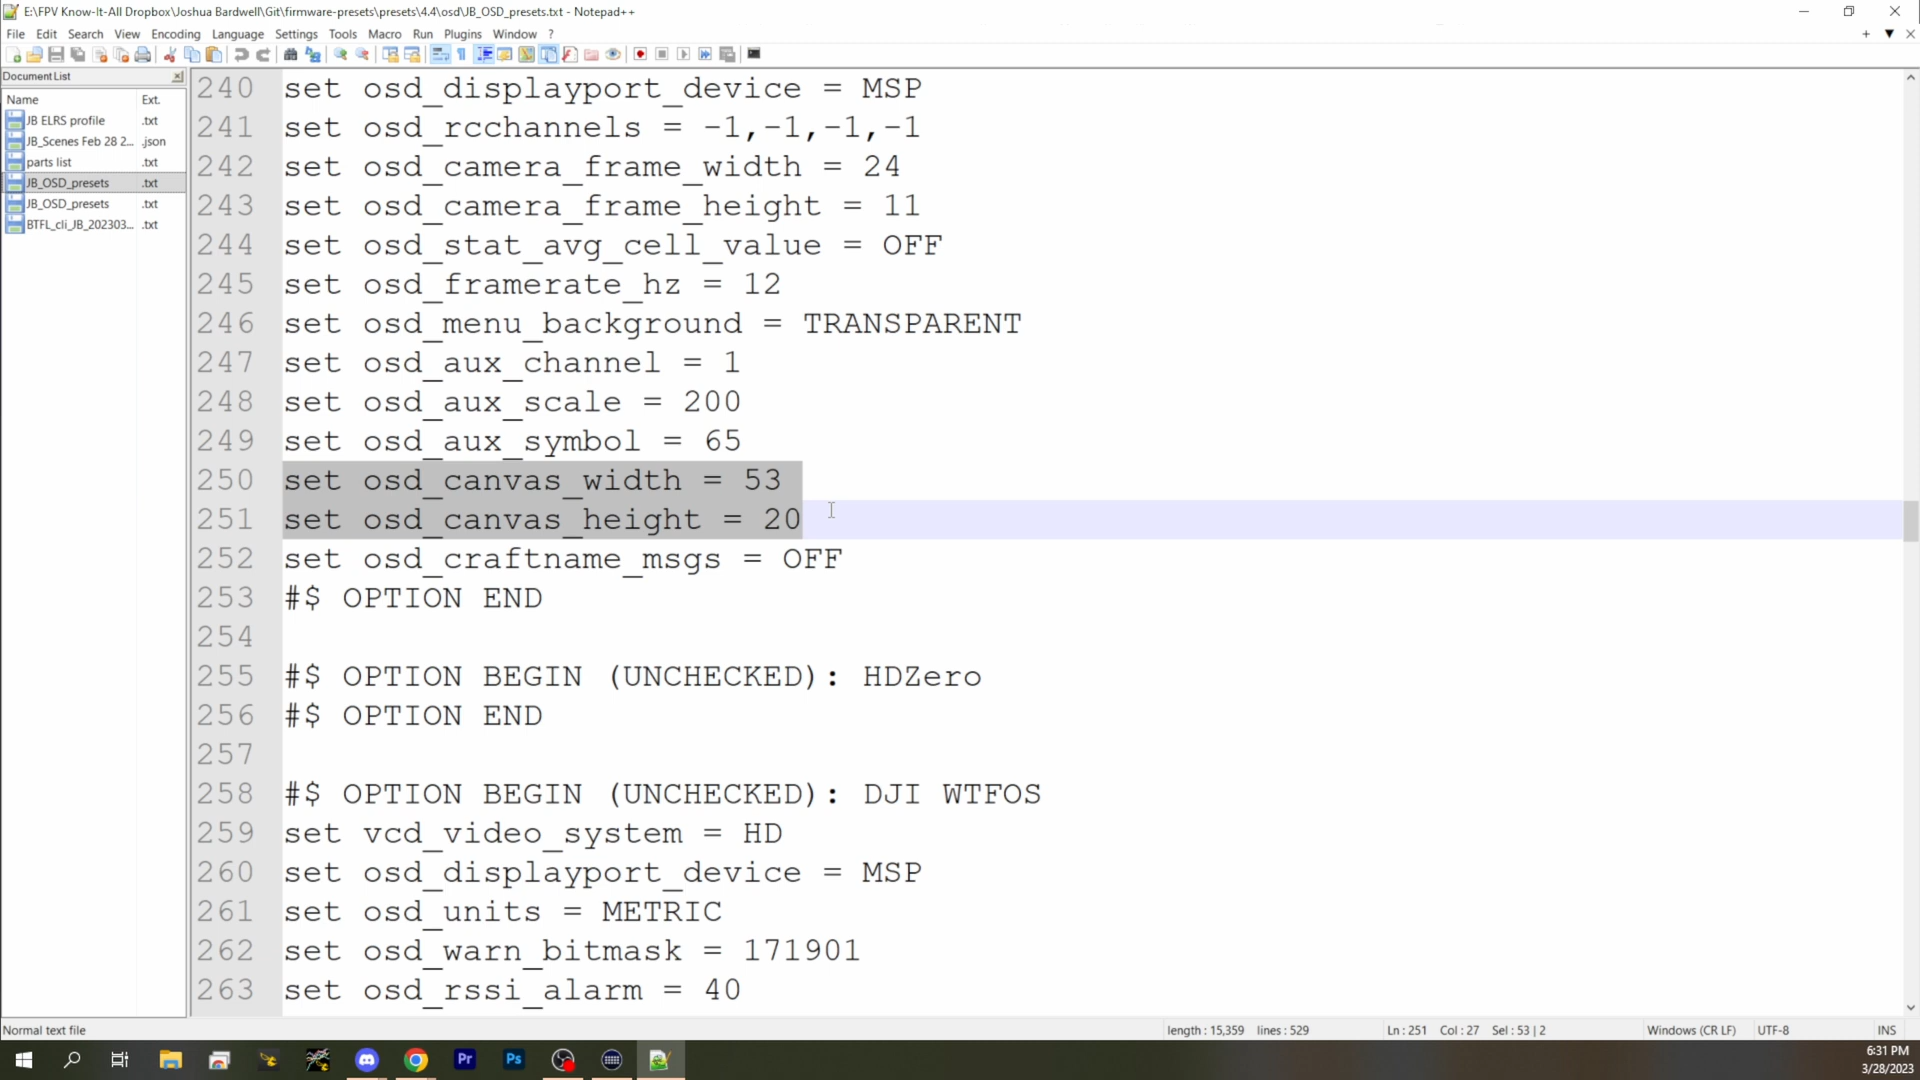 E:\FPV Know-It-All Dropbox\Joshua Bardwell\Git\firmware-presets\presets\4.4\osd\JB_OSD_presets.txt - Notepad++
File Edit Search View Encoding Language Settings Tools Macro Run Plugins Window ?
Document List
Name Ext.
JB ELRS profile .txt
JB_Scenes Feb 28 2... .json
parts list .txt
JB_OSD_presets .txt
JB_OSD_presets .txt
BTFL_cli_JB_202303... .txt
240 set osd_displayport_device = MSP
241 set osd_rcchannels = -1,-1,-1,-1
242 set osd_camera_frame_width = 24
243 set osd_camera_frame_height = 11
244 set osd_stat_avg_cell_value = OFF
245 set osd_framerate_hz = 12
246 set osd_menu_background = TRANSPARENT
247 set osd_aux_channel = 1
248 set osd_aux_scale = 200
249 set osd_aux_symbol = 65
250 set osd_canvas_width = 53
251 set osd_canvas_height = 20
252 set osd_craftname_msgs = OFF
253 #$ OPTION END
254
255 #$ OPTION BEGIN (UNCHECKED): HDZero
256 #$ OPTION END
257
258 #$ OPTION BEGIN (UNCHECKED): DJI WTFOS
259 set vcd_video_system = HD
260 set osd_displayport_device = MSP
261 set osd_units = METRIC
262 set osd_warn_bitmask = 171901
263 set osd_rssi_alarm = 40
Normal text file length : 15,359 lines : 529 Ln : 251 Col : 27 Sel : 53 | 2 Windows (CR LF) UTF-8 INS
Pr Ps
6:31 PM
3/28/2023